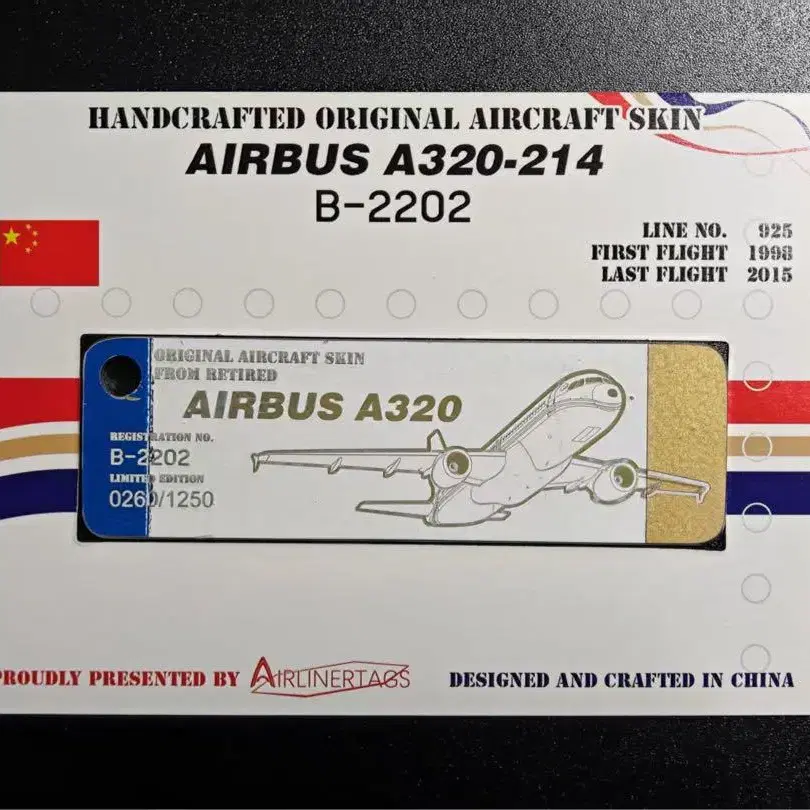 HANDCRAFTED ORIGINAL AIRCRAFT SKIN
AIRBUS A320-214
B-2202
LINE NO. 925
FIRST FLIGHT 1998
LAST FLIGHT 2015
ORIGINAL AIRCRAFT SKIN
FROM RETIRED
AIRBUS A320
REGISTRATION NO.
B-2202
LIMITED EDITION
0260/1250
PROUDLY PRESENTED BY AIRLINERTAGS
DESIGNED AND CRAFTED IN CHINA